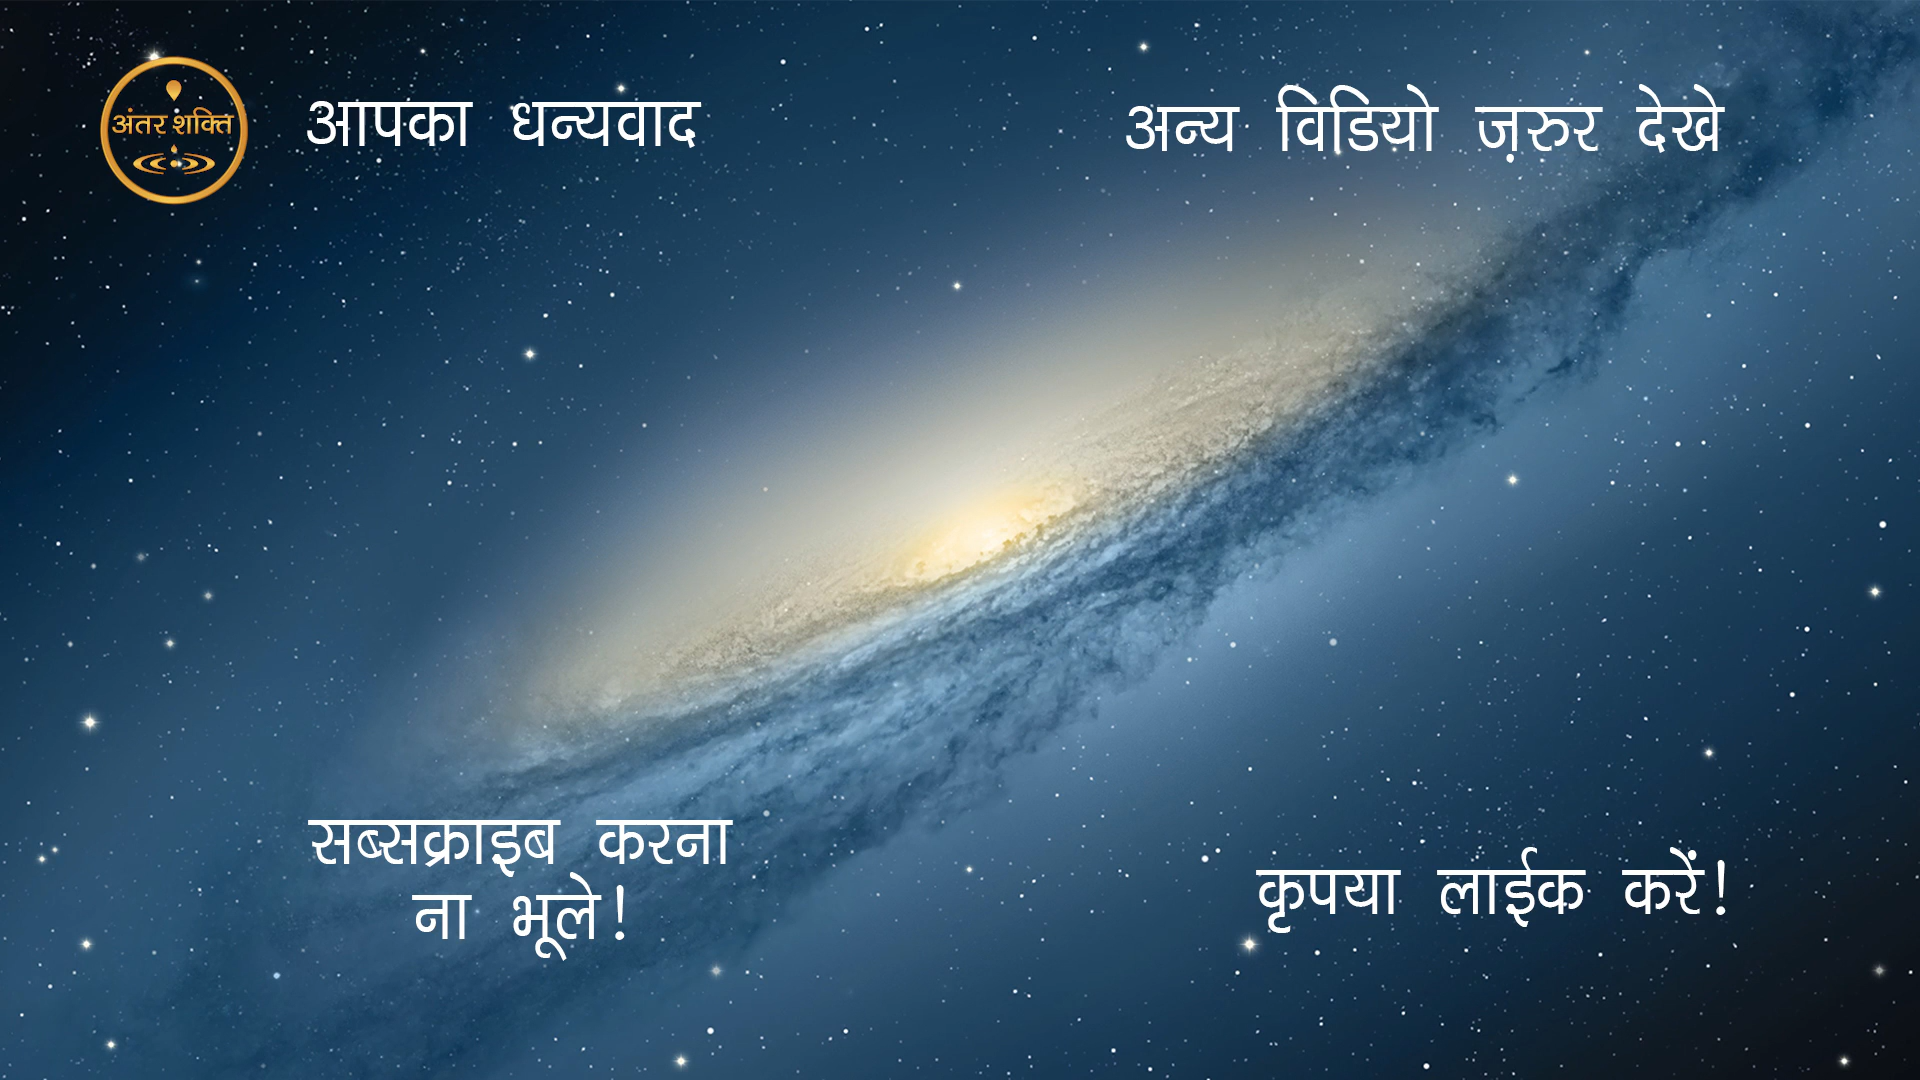 अंतर शक्ति
आपका धन्यवाद
अन्य विडियो ज़रुर देखे
सब्सक्राइब करना
ना भूले!
कृपया लाईक करें!